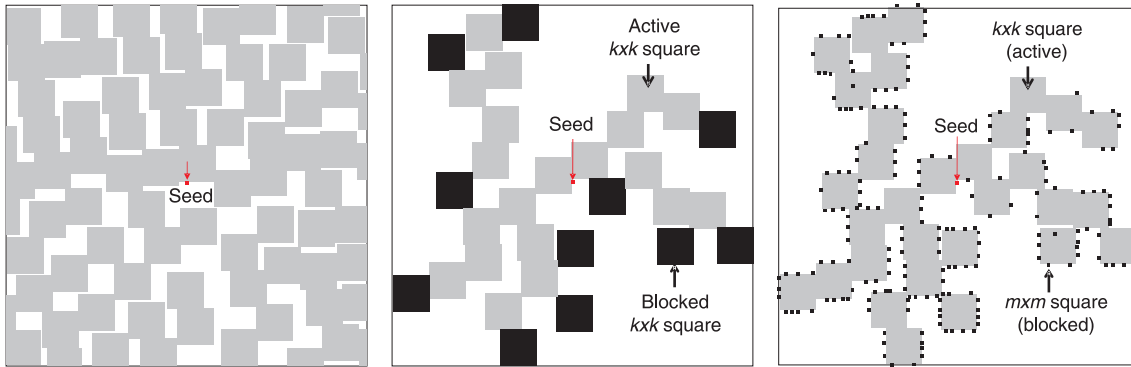 Seed
Active
kxk square
Seed
Blocked
kxk square
kxk square
(active)
Seed
mxm square
(blocked)